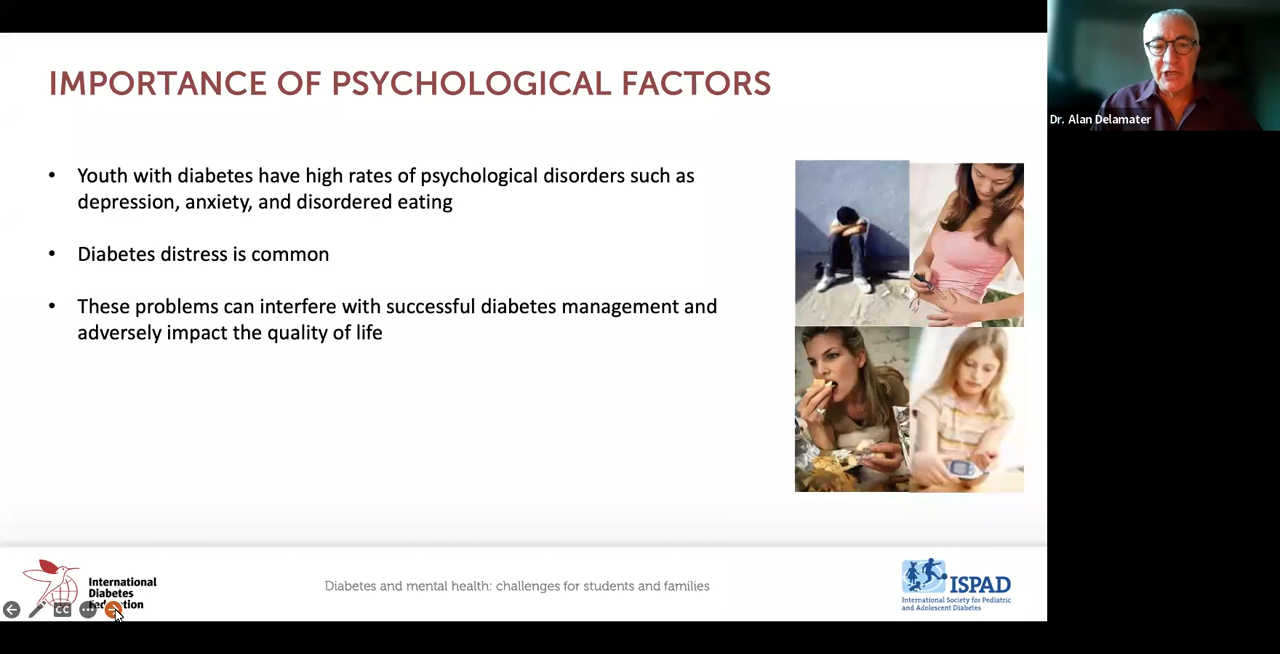 IMPORTANCE OF PSYCHOLOGICAL FACTORS
• Youth with diabetes have high rates of psychological disorders such as
depression, anxiety, and disordered eating
• Diabetes distress is common
• These problems can interfere with successful diabetes management and
adversely impact the quality of life
Dr. Alan Delamater
International
Diabetes
CC
Diabetes and mental health: challenges for students and families
ISPAD
International Society for Pediatric
and Adolescent Diabetes